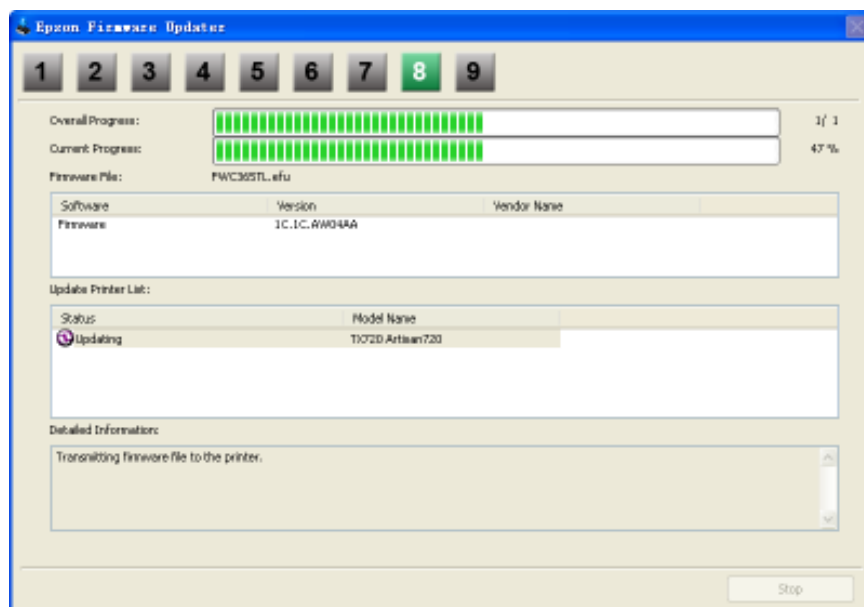 Epson Firmware Updater
1 2 3 4 5 6 7 8 9
Overall Progress: 1/ 1
Current Progress: 47 %
Firmware File: FWC365TL.efu
Software Version Vendor Name
Firmware 1C.1C.AW04AA
Update Printer List:
Status Model Name
Updating TX720 Artisan720
Detailed Information:
Transmitting firmware file to the printer.
Stop